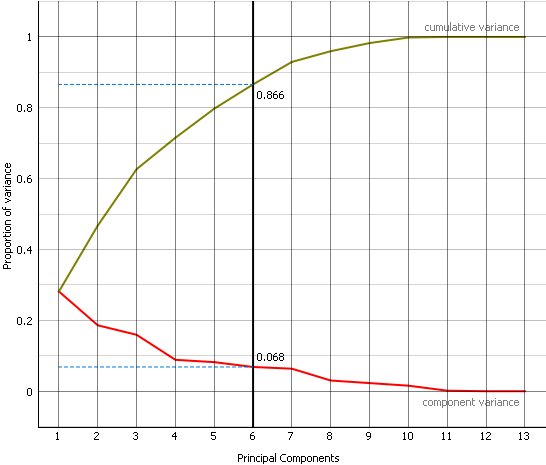 cumulative variance
1
0.866
0.8
0.6
Proportion of variance
0.4
0.2
0.068
0
component variance
1 2 3 4 5 6 7 8 9 10 11 12 13
Principal Components